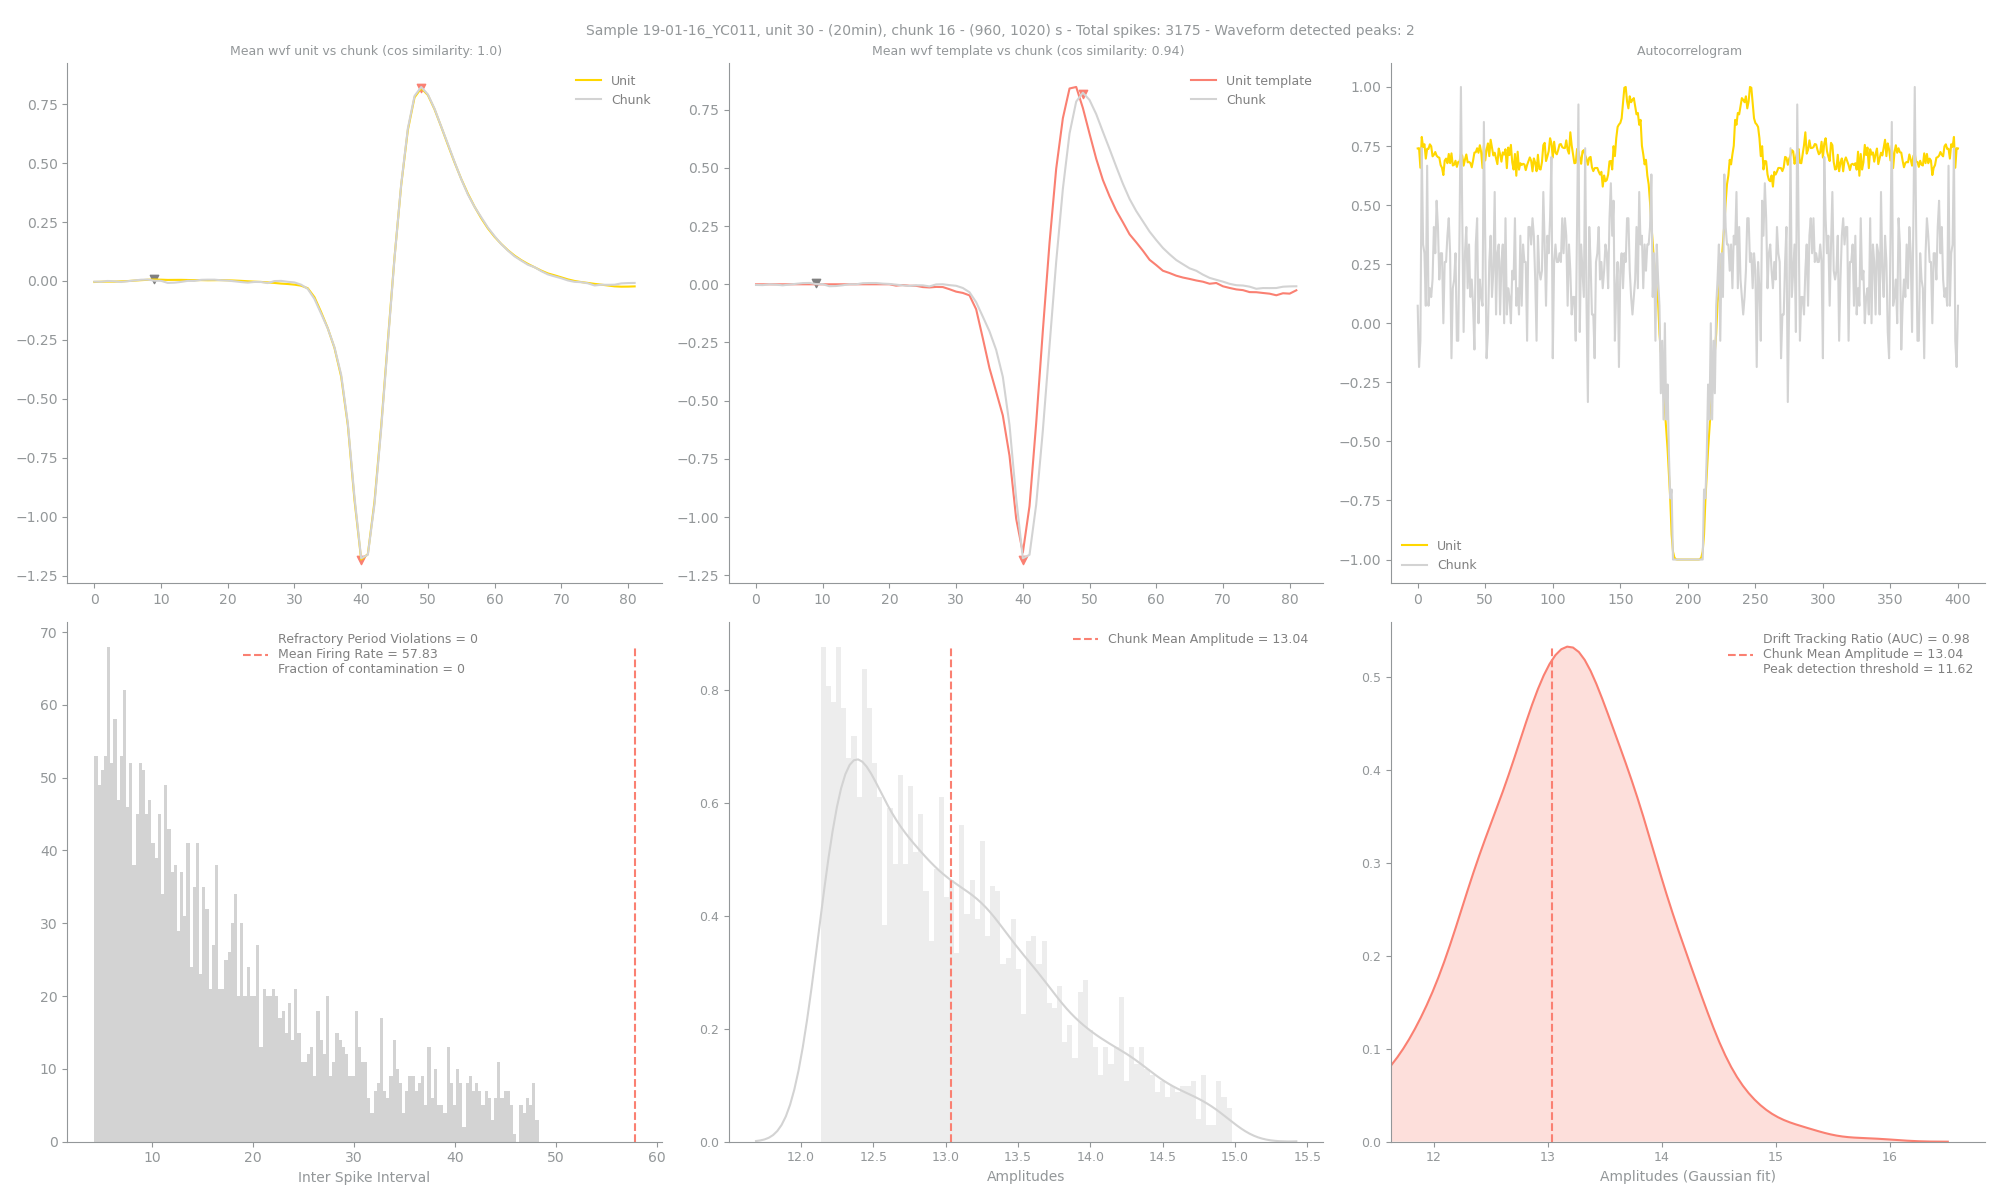 Sample 19-01-16_YC011, unit 30 - (20min), chunk 16 - (960, 1020) s - Total spikes: 3175 - Waveform detected peaks: 2
Mean wvf unit vs chunk (cos similarity: 1.0)
Unit
Chunk
0.75
0.50
0.25
0.00
−0.25
−0.50
−0.75
−1.00
−1.25
0 10 20 30 40 50 60 70 80
Mean wvf template vs chunk (cos similarity: 0.94)
Unit template
Chunk
0.75
0.50
0.25
0.00
−0.25
−0.50
−0.75
−1.00
−1.25
0 10 20 30 40 50 60 70 80
Autocorrelogram
1.00
0.75
0.50
0.25
0.00
−0.25
−0.50
−0.75
−1.00
Unit
Chunk
0 50 100 150 200 250 300 350 400
Refractory Period Violations = 0
Mean Firing Rate = 57.83
Fraction of contamination = 0
70
60
50
40
30
20
10
0
10 20 30 40 50 60
Inter Spike Interval
Chunk Mean Amplitude = 13.04
0.8
0.6
0.4
0.2
0.0
12.0 12.5 13.0 13.5 14.0 14.5 15.0 15.5
Amplitudes
Drift Tracking Ratio (AUC) = 0.98
Chunk Mean Amplitude = 13.04
Peak detection threshold = 11.62
0.5
0.4
0.3
0.2
0.1
0.0
12 13 14 15 16
Amplitudes (Gaussian fit)